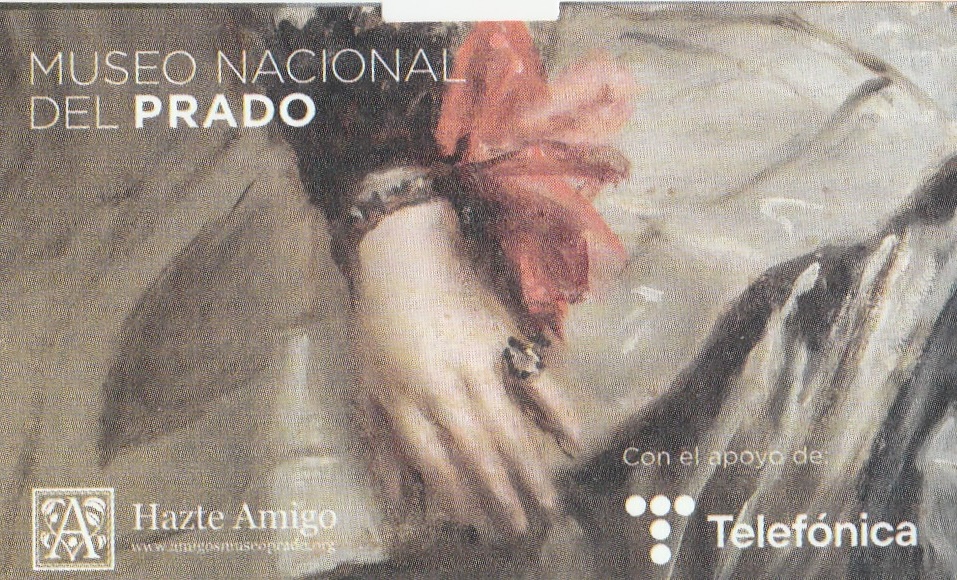 MUSEO NACIONAL
DEL PRADO
Con el apoyo de:
A
Hazte Amigo
www.amigosmuseoprado.org
Telefónica